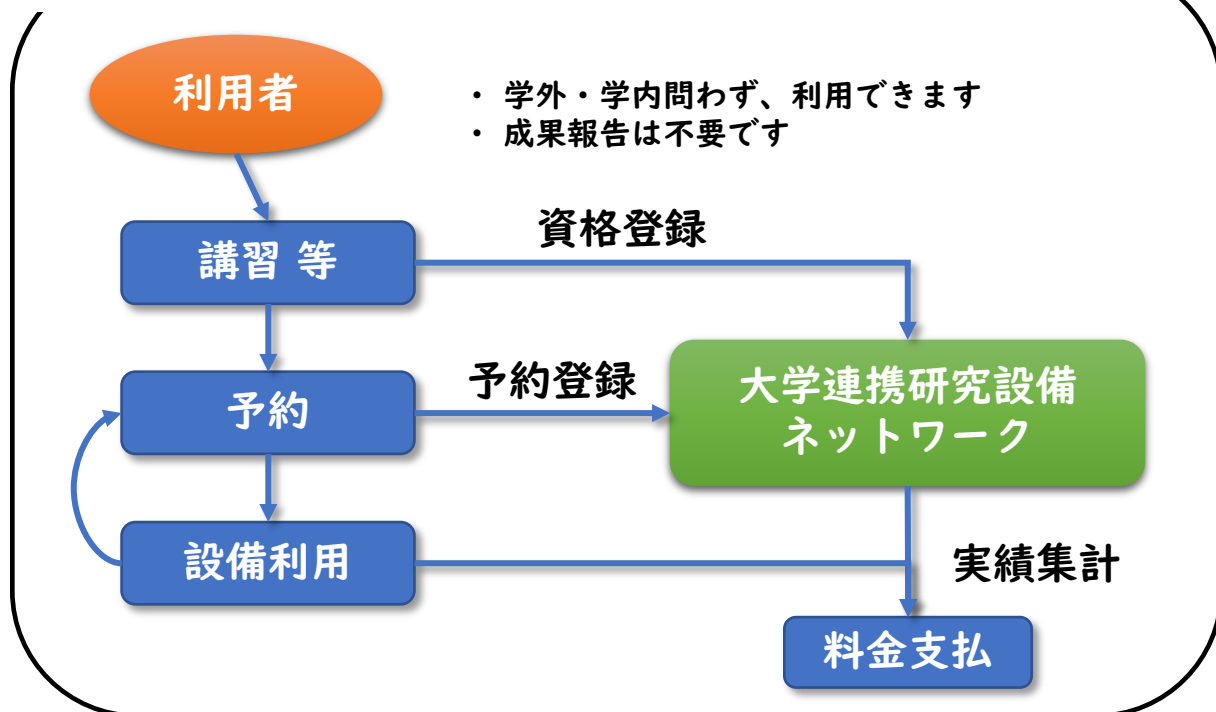 利用者
・ 学外・学内問わず、利用できます
・ 成果報告は不要です
資格登録
講習 等
予約登録
予約
大学連携研究設備
ネットワーク
設備利用
実績集計
料金支払